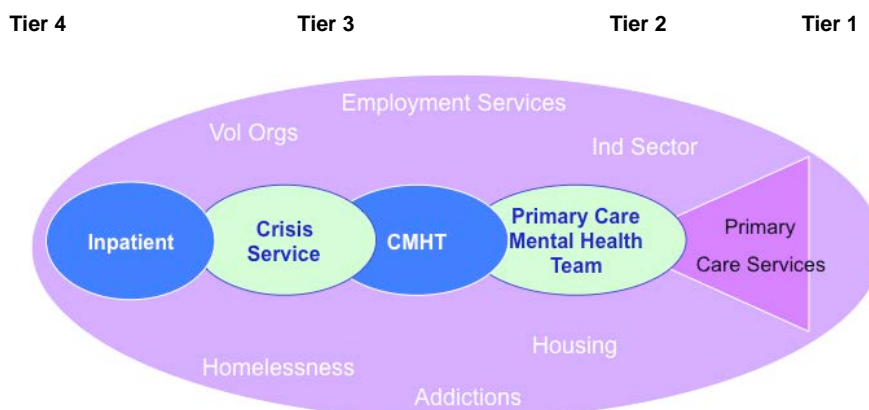 Tier 4 Tier 3 Tier 2 Tier 1
Employment Services
Vol Orgs
Ind Sector
Inpatient
Crisis
Service
CMHT
Primary Care
Mental Health
Team
Primary
Care Services
Housing
Homelessness
Addictions